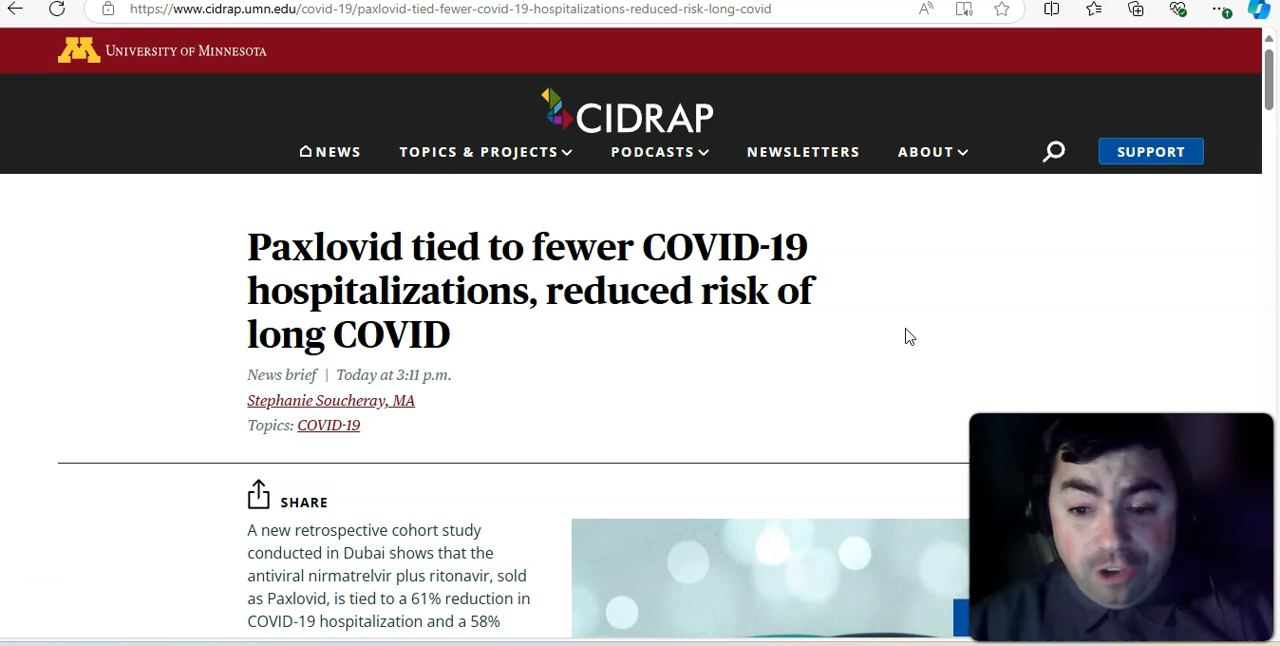 https://www.cidrap.umn.edu/covid-19/paxlovid-tied-fewer-covid-19-hospitalizations-reduced-risk-long-covid
UNIVERSITY OF MINNESOTA
CIDRAP
NEWS TOPICS & PROJECTS PODCASTS NEWSLETTERS ABOUT SUPPORT
Paxlovid tied to fewer COVID-19
hospitalizations, reduced risk of
long COVID
News brief | Today at 3:11 p.m.
Stephanie Soucheray, MA
Topics: COVID-19
SHARE
A new retrospective cohort study
conducted in Dubai shows that the
antiviral nirmatrelvir plus ritonavir, sold
as Paxlovid, is tied to a 61% reduction in
COVID-19 hospitalization and a 58%